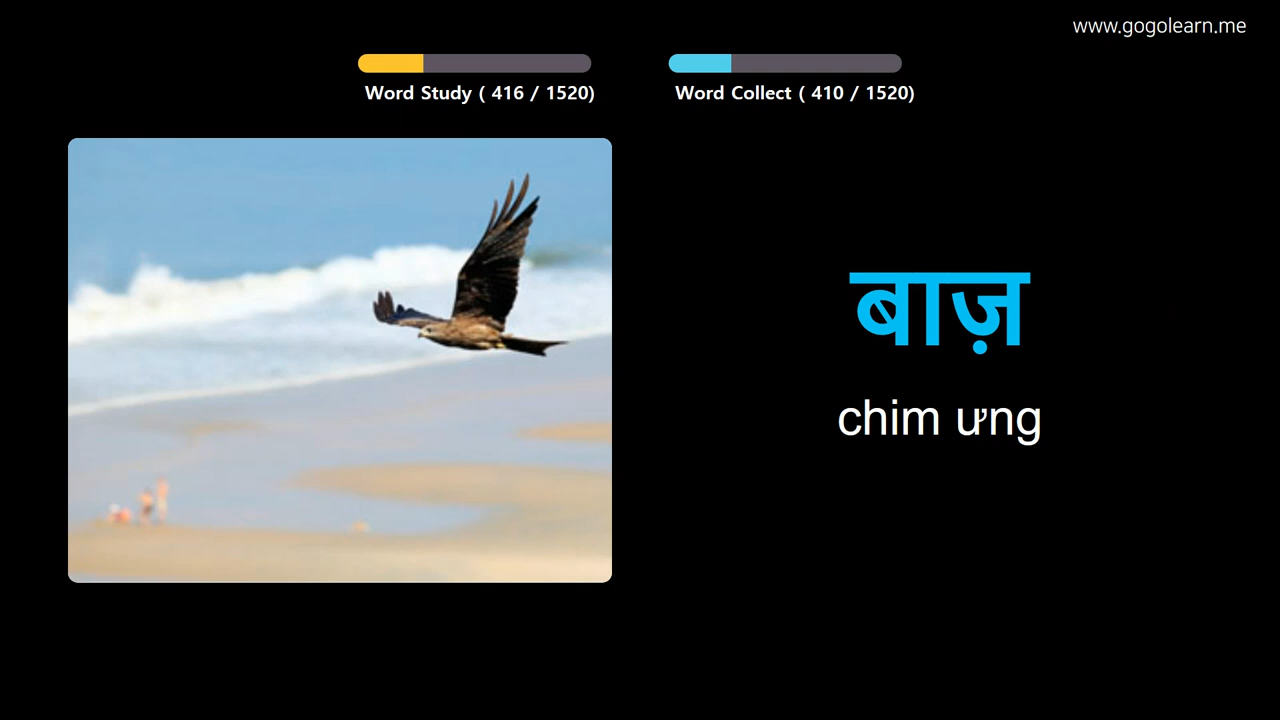 www.gogolearn.me
Word Study ( 416 / 1520)
Word Collect ( 410 / 1520)
बाज़
chim ưng